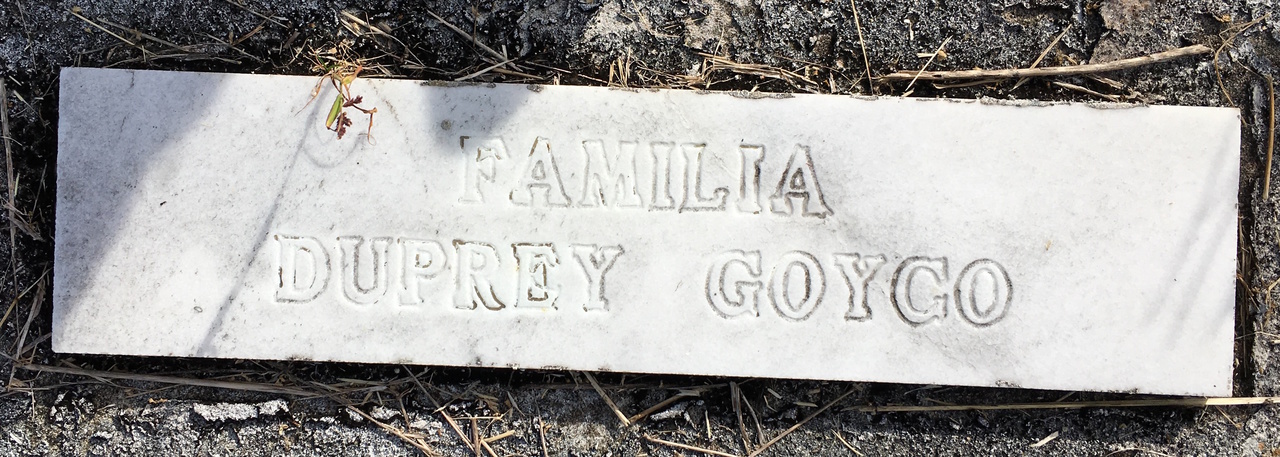 FAMILIA
DUPREY GOYCO